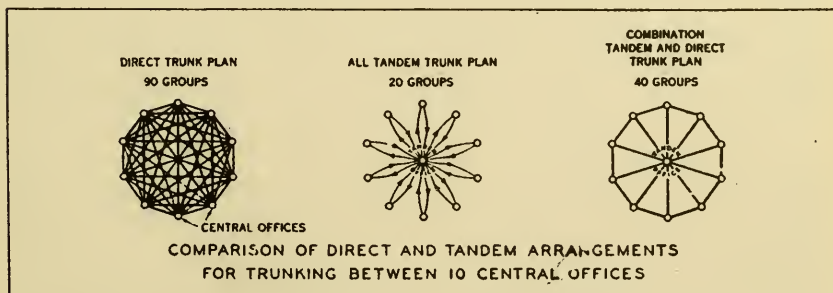 DIRECT TRUNK PLAN
90 GROUPS
ALL TANDEM TRUNK PLAN
20 GROUPS
COMBINATION
TANDEM AND DIRECT
TRUNK PLAN
40 GROUPS
CENTRAL OFFICES
COMPARISON OF DIRECT AND TANDEM ARRANGEMENTS
FOR TRUNKING BETWEEN 10 CENTRAL OFFICES